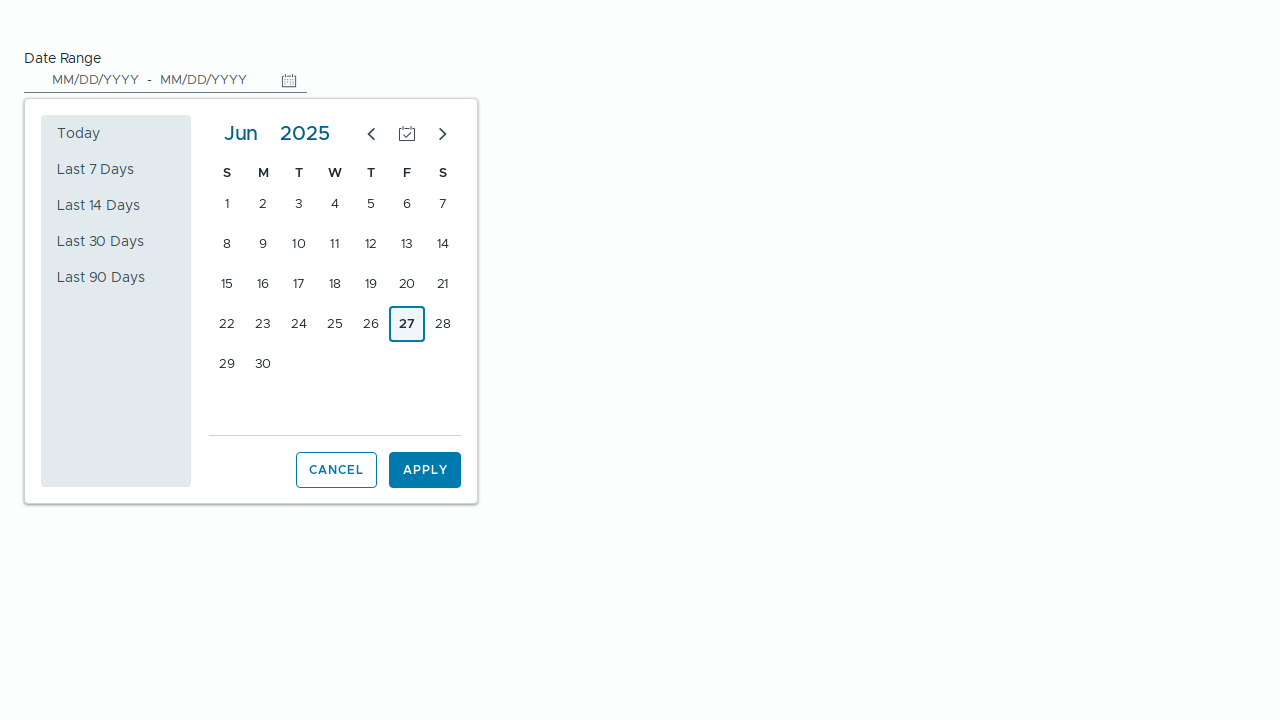 Date Range
MM/DD/YYYY - MM/DD/YYYY
Today
Last 7 Days
Last 14 Days
Last 30 Days
Last 90 Days
Jun 2025
S M T W T F S
1 2 3 4 5 6 7
8 9 10 11 12 13 14
15 16 17 18 19 20 21
22 23 24 25 26 27 28
29 30
CANCEL APPLY